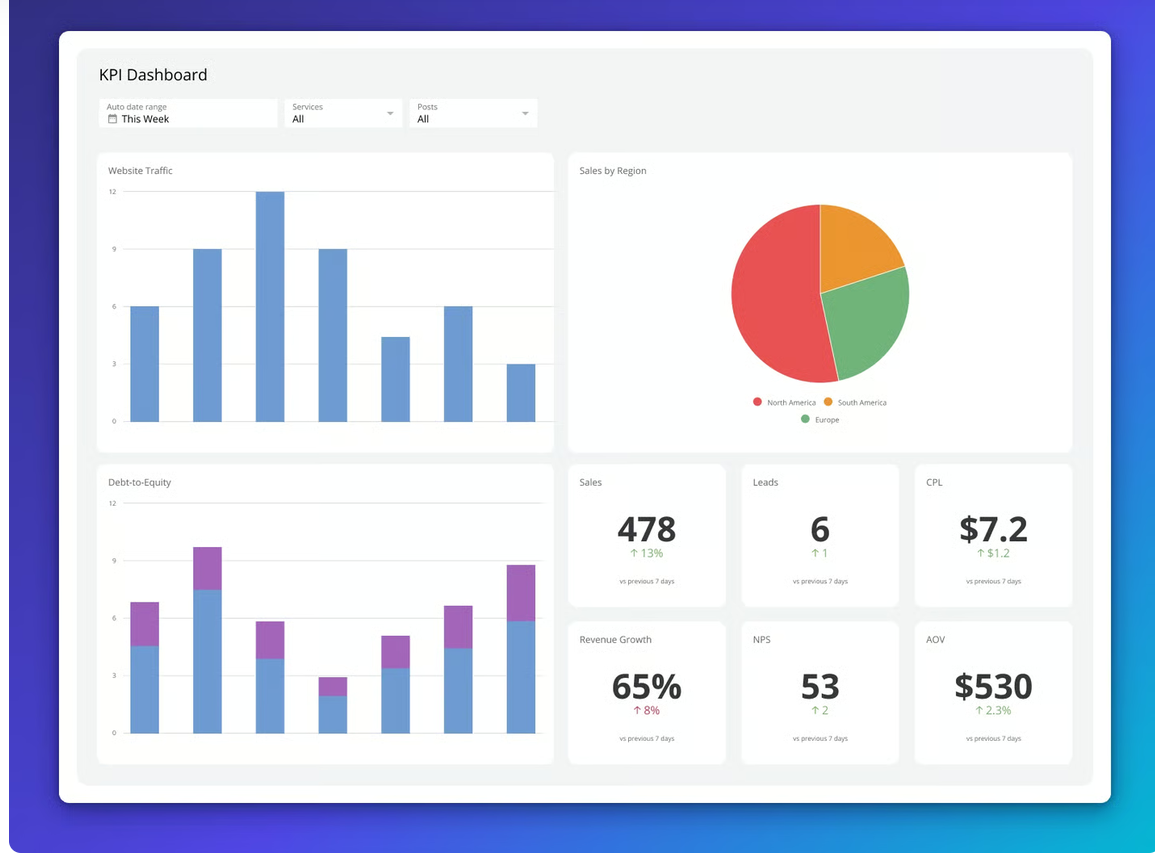 KPI Dashboard
Auto date range
This Week
Services
All
Posts
All
Website Traffic
12
9
6
3
0
Sales by Region
North America
South America
Europe
Debt-to-Equity
12
9
6
3
0
Sales
478
↑ 13%
vs previous 7 days
Leads
6
↑ 1
vs previous 7 days
CPL
$7.2
↑ $1.2
vs previous 7 days
Revenue Growth
65%
↑ 8%
vs previous 7 days
NPS
53
↑ 2
vs previous 7 days
AOV
$530
↑ 2.3%
vs previous 7 days